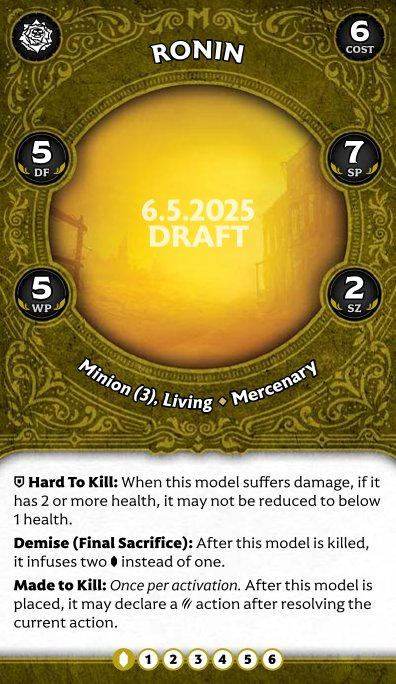 RONIN
6
COST
5
DF
7
SP
6.5.2025
DRAFT
5
WP
2
SZ
Minion (3), Living ⬥ Mercenary
Hard To Kill: When this model suffers damage, if it
has 2 or more health, it may not be reduced to below
1 health.
Demise (Final Sacrifice): After this model is killed,
it infuses two instead of one.
Made to Kill: Once per activation. After this model is
placed, it may declare a action after resolving the
current action.
1 2 3 4 5 6